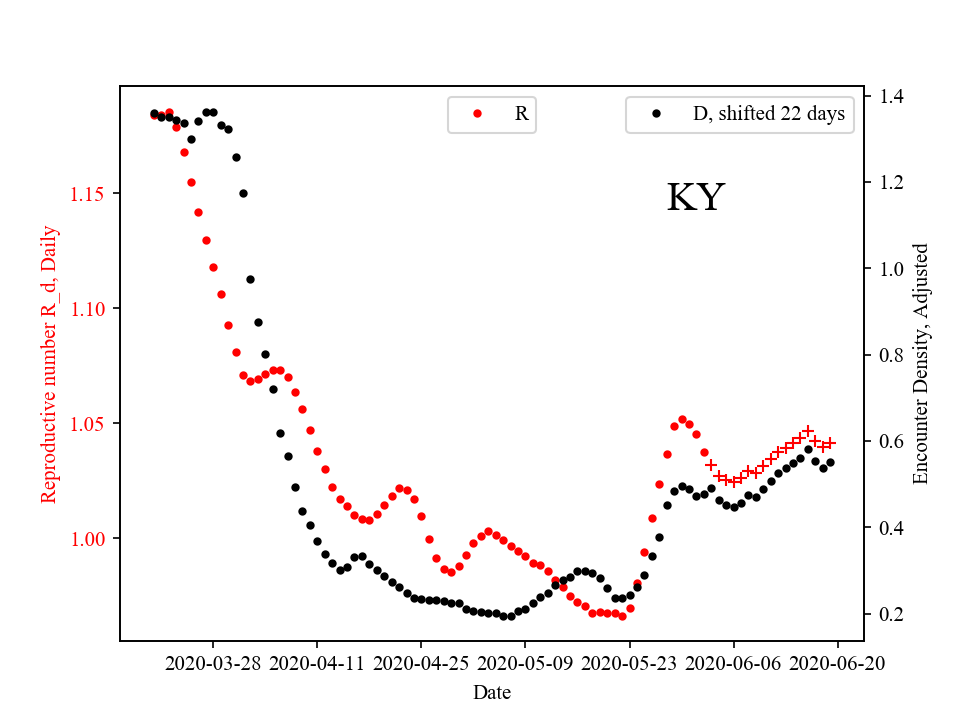 R
D, shifted 22 days
KY
Reproductive number R_d, Daily
1.15
1.10
1.05
1.00
1.4
1.2
1.0
0.8
0.6
0.4
0.2
Encounter Density, Adjusted
2020-03-28 2020-04-11 2020-04-25 2020-05-09 2020-05-23 2020-06-06 2020-06-20
Date